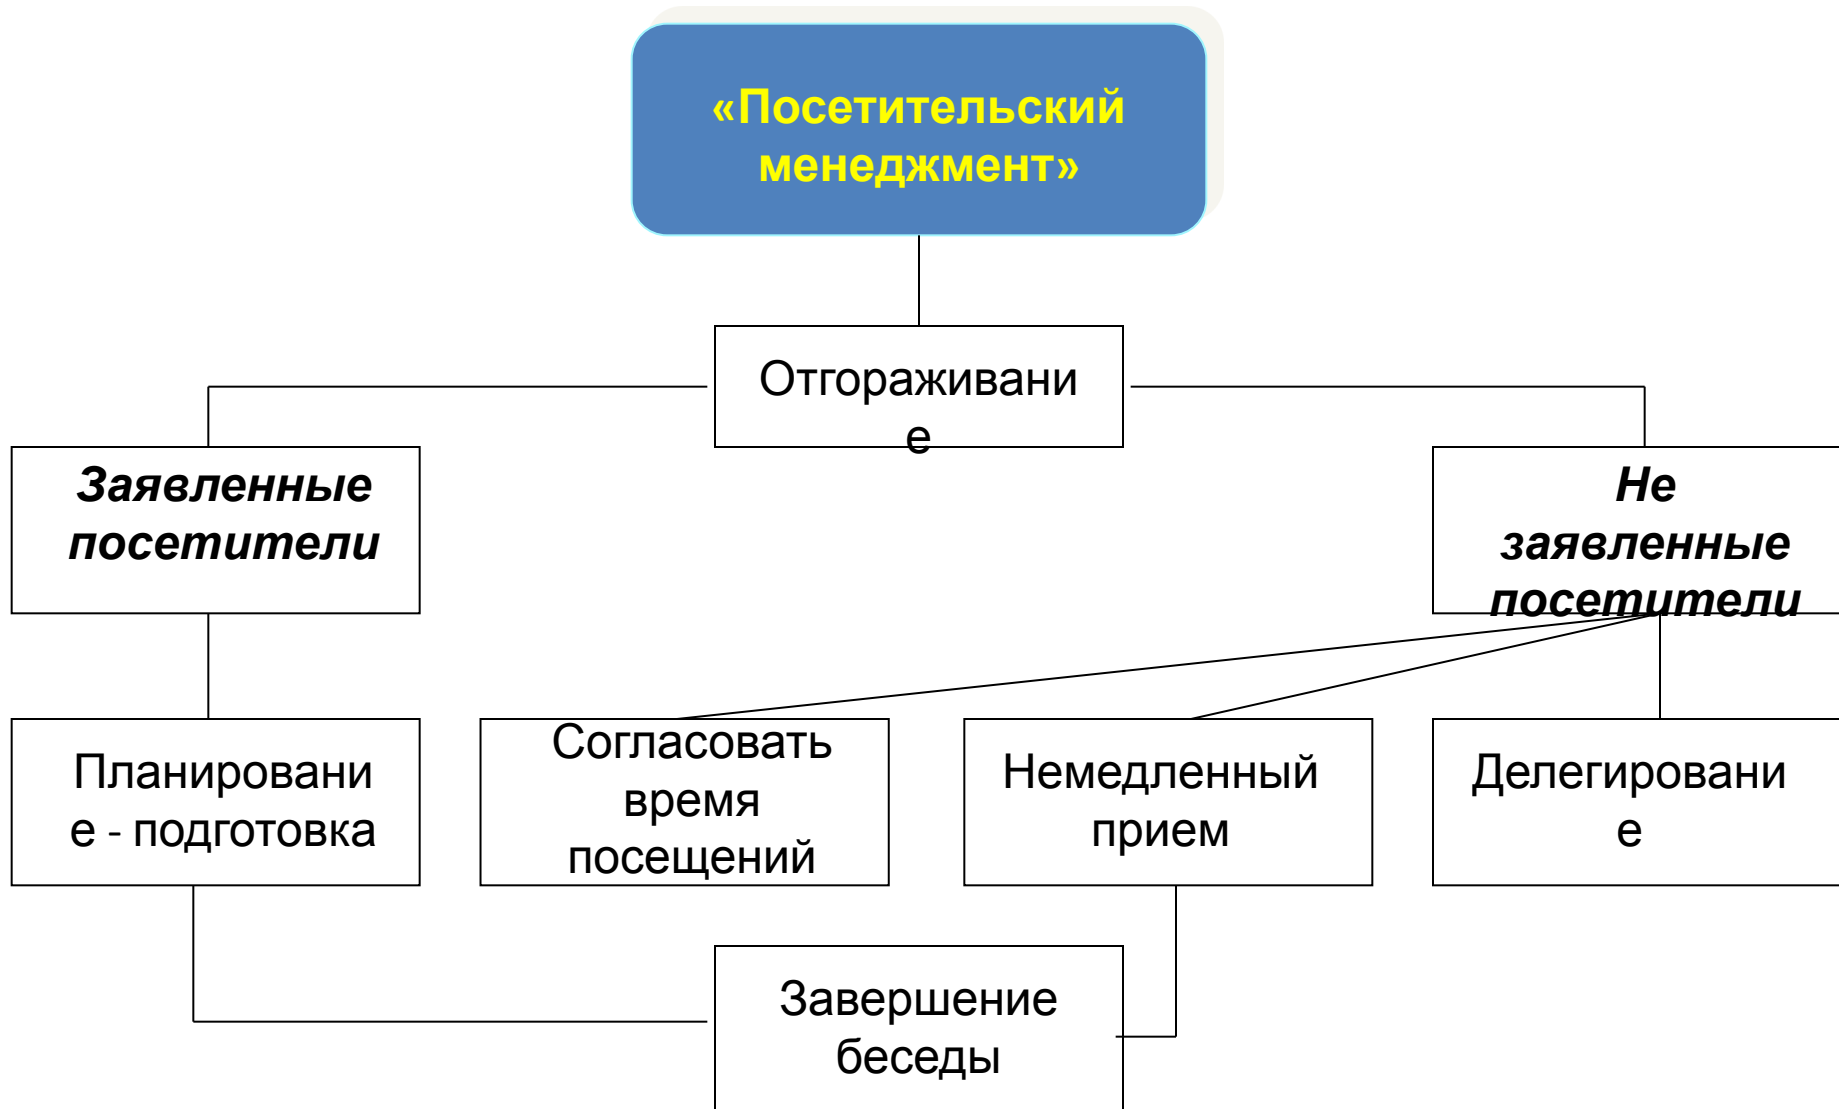 «Посетительский
менеджмент»
Отгораживани
е
Заявленные
посетители
Не
заявленные
посетители
Планировани
е - подготовка
Согласовать
время
посещений
Немедленный
прием
Делегировани
е
Завершение
беседы